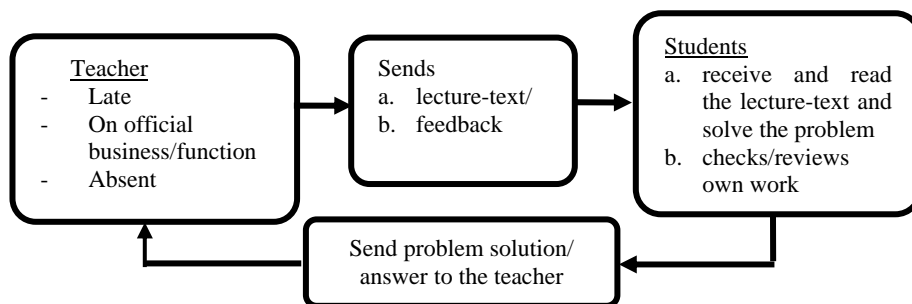 Teacher
- Late
- On official
business/function
- Absent
Sends
a. lecture-text/
b. feedback
Students
a. receive and read
the lecture-text and
solve the problem
b. checks/reviews
own work
Send problem solution/
answer to the teacher